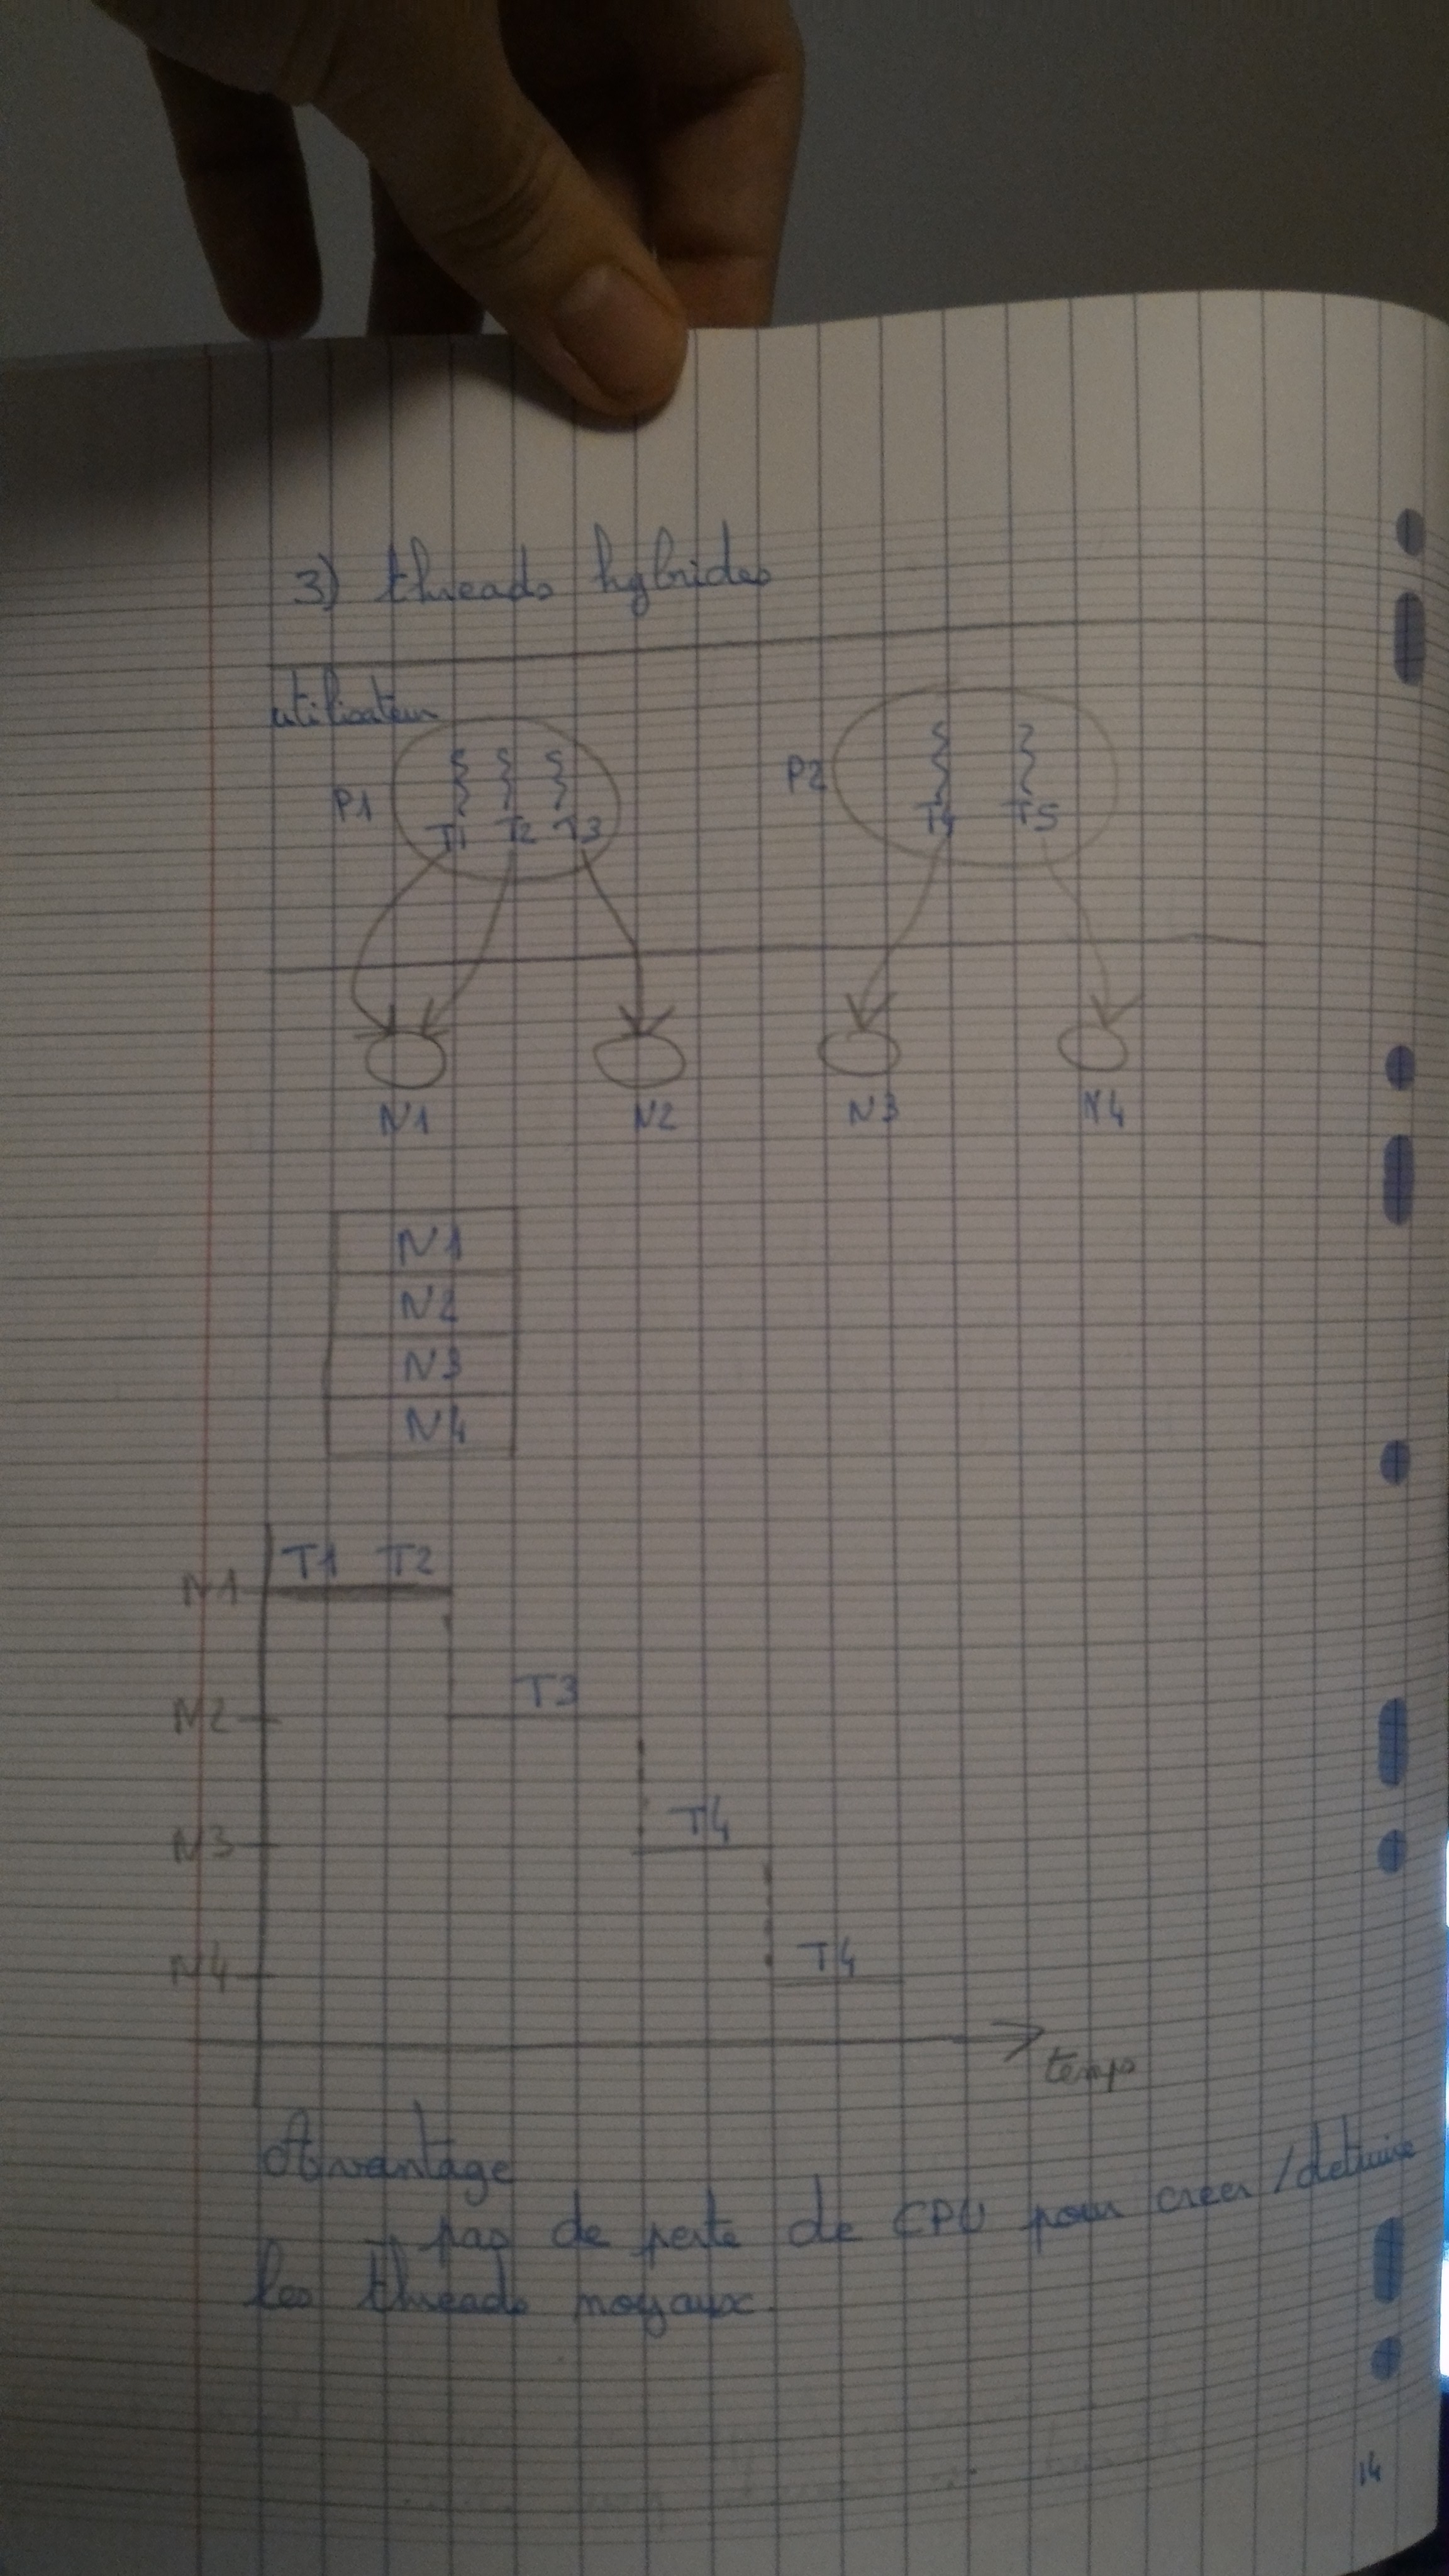 3) threads hybrides
utilisateur
P1
T1 T2 T3
P2
T4 T5
N1 N2 N3 N4
N1
N2
N3
N4
N1 T1 T2
N2 T3
N3 T4
N4 T4
temps
Avantage
- pas de perte de CPU pour creer / detruire
les threads noyaux.
14